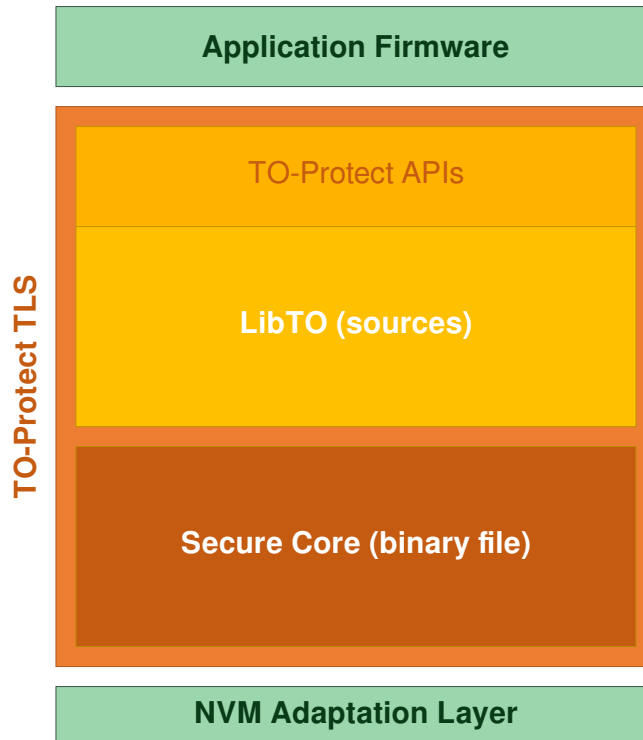 Application Firmware
TO-Protect APIs
LibTO (sources)
TO-Protect TLS
Secure Core (binary file)
NVM Adaptation Layer